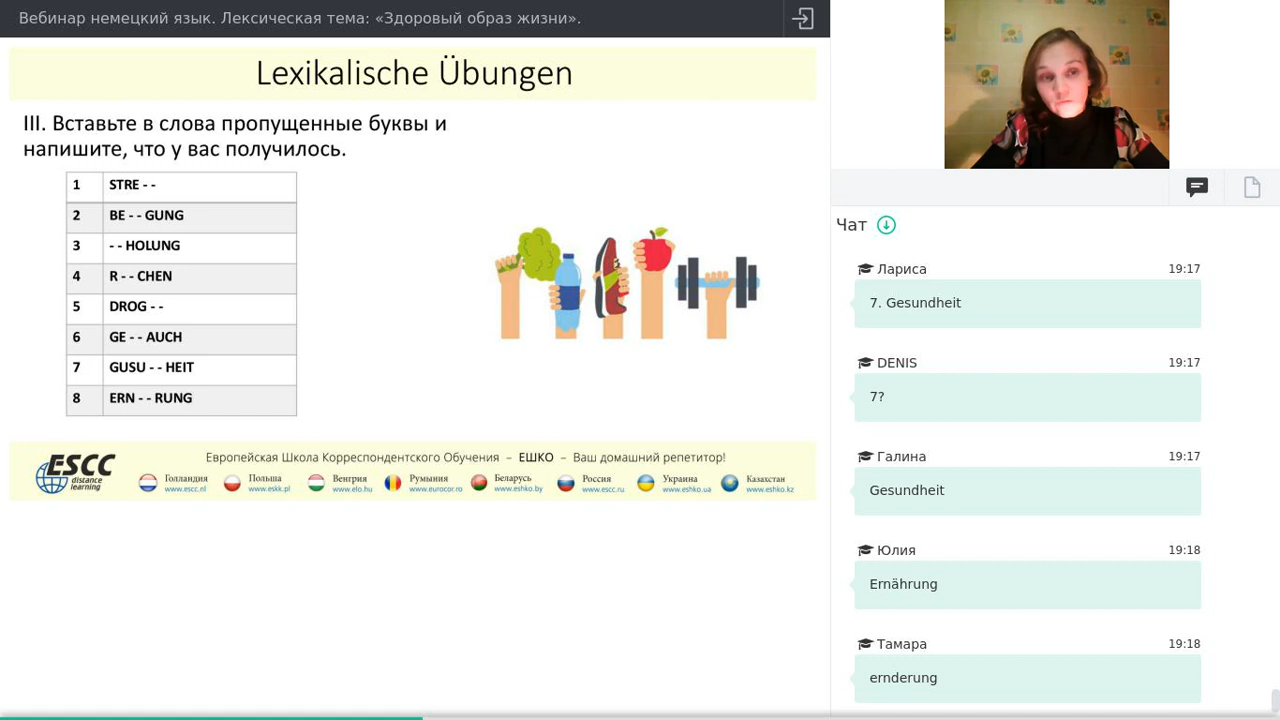 Вебинар немецкий язык. Лексическая тема: «Здоровый образ жизни».
Lexikalische Übungen
III. Вставьте в слова пропущенные буквы и
напишите, что у вас получилось.
1 STRE - -
2 BE - - GUNG
3 - - HOLUNG
4 R - - CHEN
5 DROG - -
6 GE - - AUCH
7 GUSU - - HEIT
8 ERN - - RUNG
ESCC
distance
learning
Европейская Школа Корреспондентского Обучения – ЕШКО – Ваш домашний репетитор!
Голландия
www.escc.nl
Польша
www.eskk.pl
Венгрия
www.elo.hu
Румыния
www.eurocor.ro
Беларусь
www.eshko.by
Россия
www.escc.ru
Украина
www.eshko.ua
Казахстан
www.eshko.kz
Чат
Лариса 19:17
7. Gesundheit
DENIS 19:17
7?
Галина 19:17
Gesundheit
Юлия 19:18
Ernährung
Тамара 19:18
ernderung